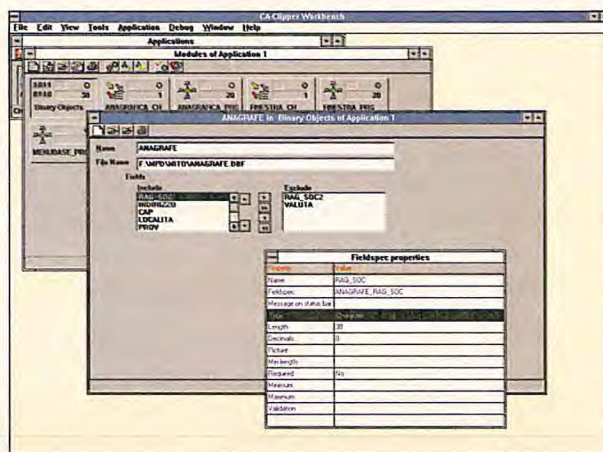 CA-Clipper Workbench
File Edit View Tools Application Debug Window Help
Applications
Modules of Application 1
Binary Objects
ANAGRAFICA_CH
ANAGRAFICA_PRG
FINESTRA_CH
FINESTRA_PRG
MENUDASE_PRG
ANAGRAFE in Binary Objects of Application 1
Name ANAGRAFE
File Name F:\WPD\VITO\ANAGRAFE.DBF
Fields
Include
RAG_SOC
INDIRIZZO
CAP
LOCALITA
PROV
Exclude
RAG_SOC2
VALUTA
Fieldspec properties
Property Value
Name RAG_SOC
Fieldspec ANAGRAFE_RAG_SOC
Message on status bar
Type Character
Length 30
Decimals 0
Picture
Min length
Required No
Minimum
Maximum
Validation